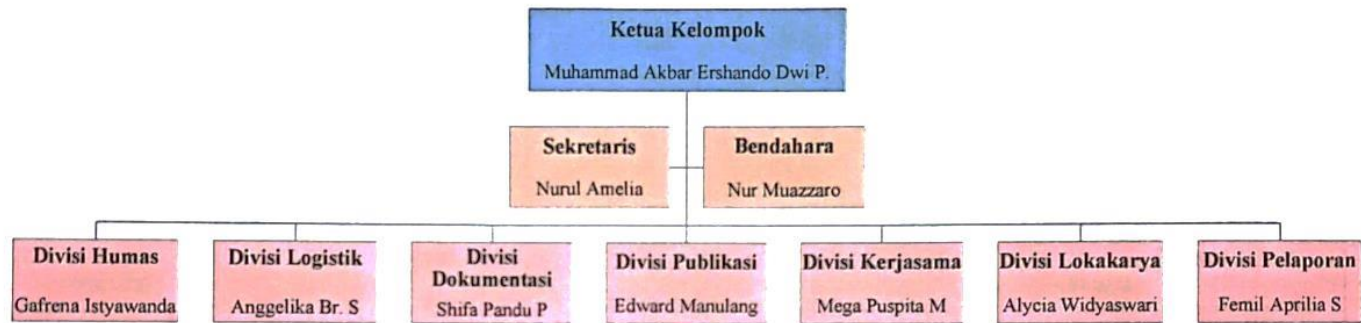 Ketua Kelompok
Muhammad Akbar Ershando Dwi P.
Sekretaris
Nurul Amelia
Bendahara
Nur Muazzaro
Divisi Humas
Gafrena Istyawanda
Divisi Logistik
Anggelika Br. S
Divisi
Dokumentasi
Shifa Pandu P
Divisi Publikasi
Edward Manulang
Divisi Kerjasama
Mega Puspita M
Divisi Lokakarya
Alycia Widyaswari
Divisi Pelaporan
Femil Aprilia S